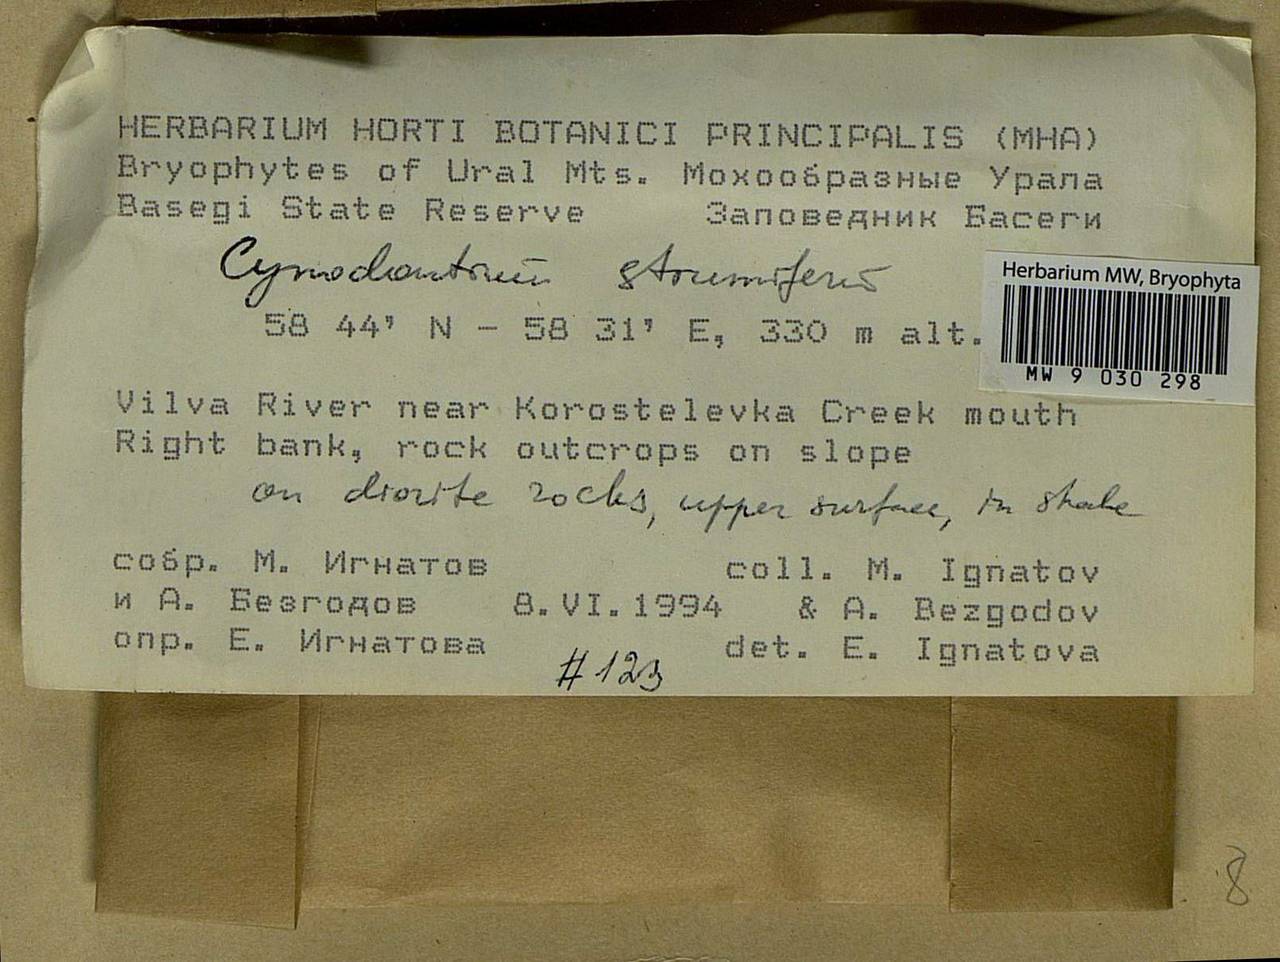 HERBARIUM HORTI BOTANICI PRINCIPALIS (MHA)
Bryophytes of Ural Mts. Мохообразные Урала
Basegi State Reserve Заповедник Басеги
Cynodontium strumiferum
58 44' N - 58 31' E, 330 m alt.
Herbarium MW, Bryophyta
MW 9 030 298
Vilva River near Korostelevka Creek mouth
Right bank, rock outcrops on slope
on diorite rocks, upper surface, in shade
собр. М. Игнатов coll. M. Ignatov
и А. Безгодов 8.VI.1994 & A. Bezgodov
опр. Е. Игнатова det. E. Ignatova
# 123
8